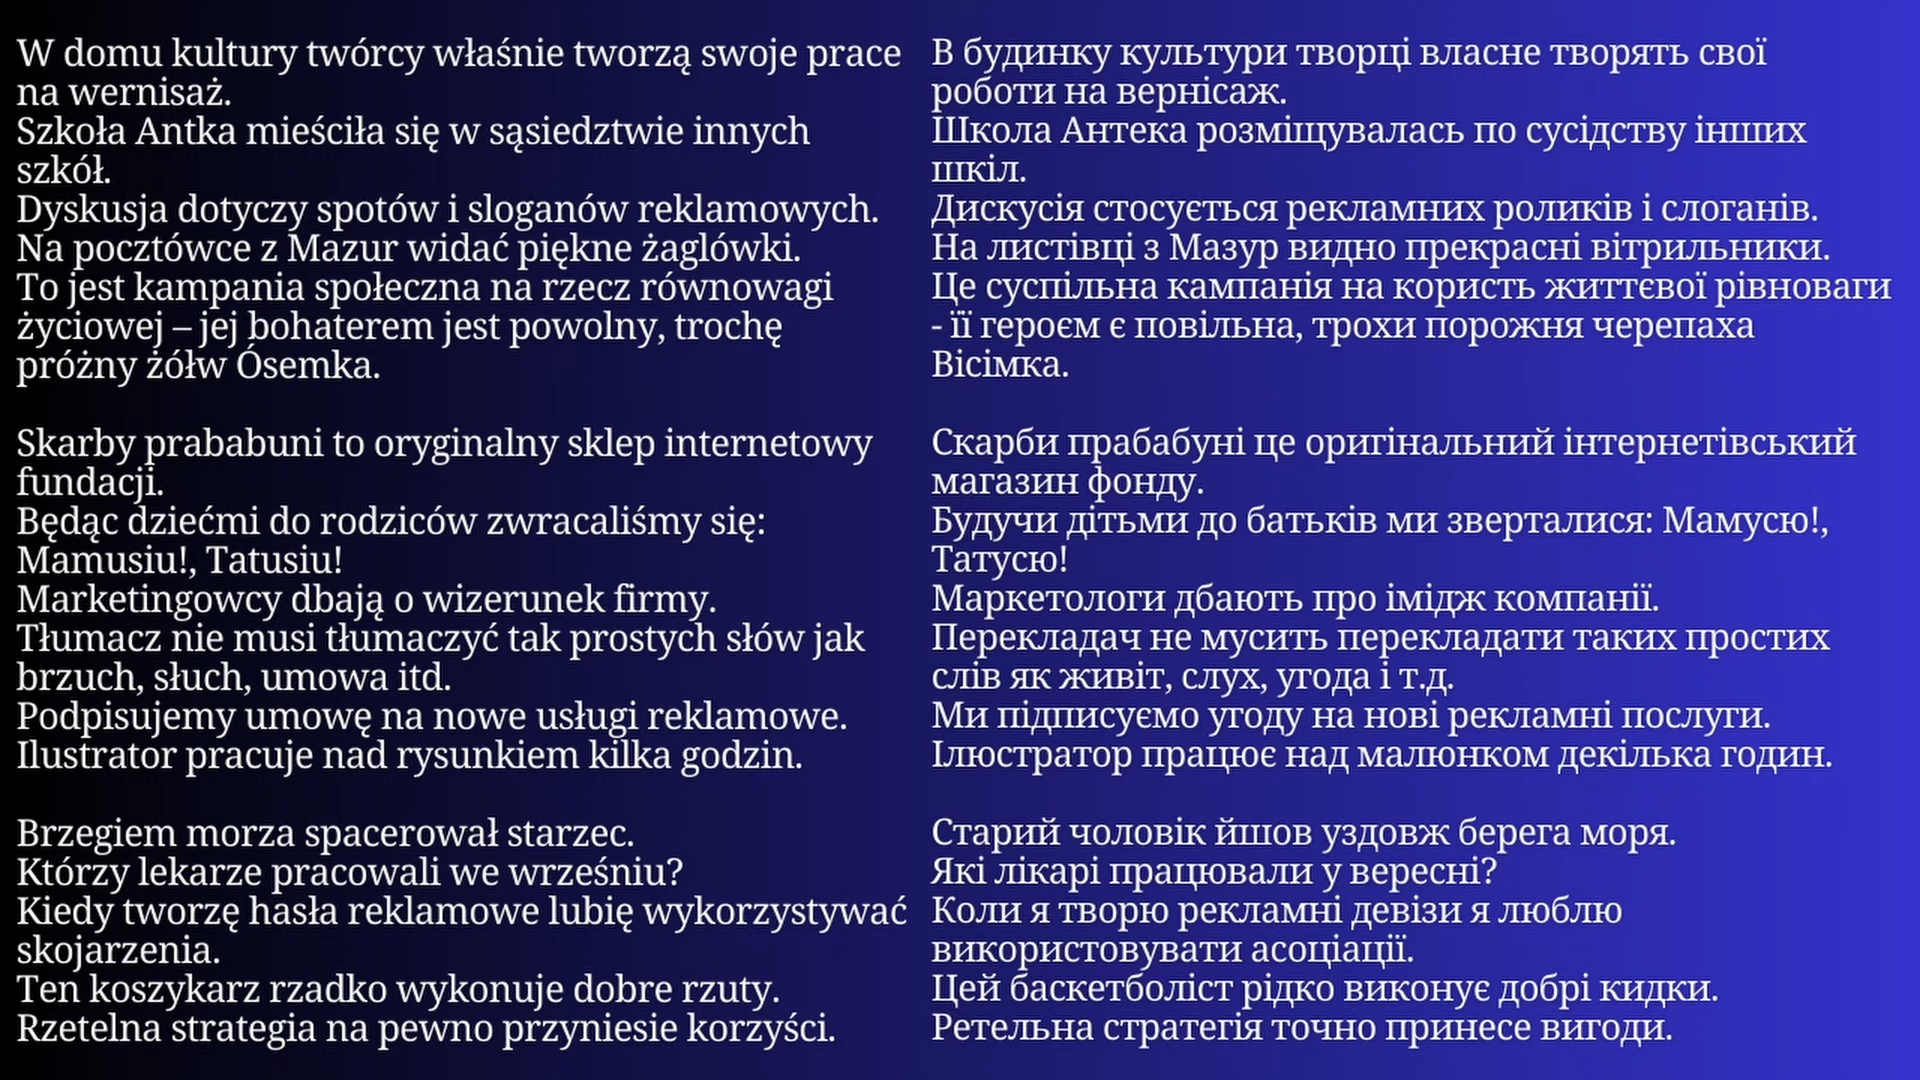 W domu kultury twórcy właśnie tworzą swoje prace
na wernisaż.
Szkoła Antka mieściła się w sąsiedztwie innych
szkół.
Dyskusja dotyczy spotów i sloganów reklamowych.
Na pocztówce z Mazur widać piękne żaglówki.
To jest kampania społeczna na rzecz równowagi
życiowej – jej bohaterem jest powolny, trochę
próżny żółw Ósemka.
Skarby prababuni to oryginalny sklep internetowy
fundacji.
Będąc dziećmi do rodziców zwracaliśmy się:
Mamusiu!, Tatusiu!
Marketingowcy dbają o wizerunek firmy.
Tłumacz nie musi tłumaczyć tak prostych słów jak
brzuch, słuch, umowa itd.
Podpisujemy umowę na nowe usługi reklamowe.
Ilustrator pracuje nad rysunkiem kilka godzin.
Brzegiem morza spacerował starzec.
Którzy lekarze pracowali we wrześniu?
Kiedy tworzę hasła reklamowe lubię wykorzystywać
skojarzenia.
Ten koszykarz rzadko wykonuje dobre rzuty.
Rzetelna strategia na pewno przyniesie korzyści.
В будинку культури творці власне творять свої
роботи на вернісаж.
Школа Антека розміщувалась по сусідству інших
шкіл.
Дискусія стосується рекламних роликів і слоганів.
На листівці з Мазур видно прекрасні вітрильники.
Це суспільна кампанія на користь життєвої рівноваги
- її героєм є повільна, трохи порожня черепаха
Вісімка.
Скарби прабабуні це оригінальний інтернетівський
магазин фонду.
Будучи дітьми до батьків ми зверталися: Мамусю!,
Татусю!
Маркетологи дбають про імідж компанії.
Перекладач не мусить перекладати таких простих
слів як живіт, слух, угода і т.д.
Ми підписуємо угоду на нові рекламні послуги.
Ілюстратор працює над малюнком декілька годин.
Старий чоловік йшов уздовж берега моря.
Які лікарі працювали у вересні?
Коли я творю рекламні девізи я люблю
використовувати асоціації.
Цей баскетболіст рідко виконує добрі кидки.
Ретельна стратегія точно принесе вигоди.